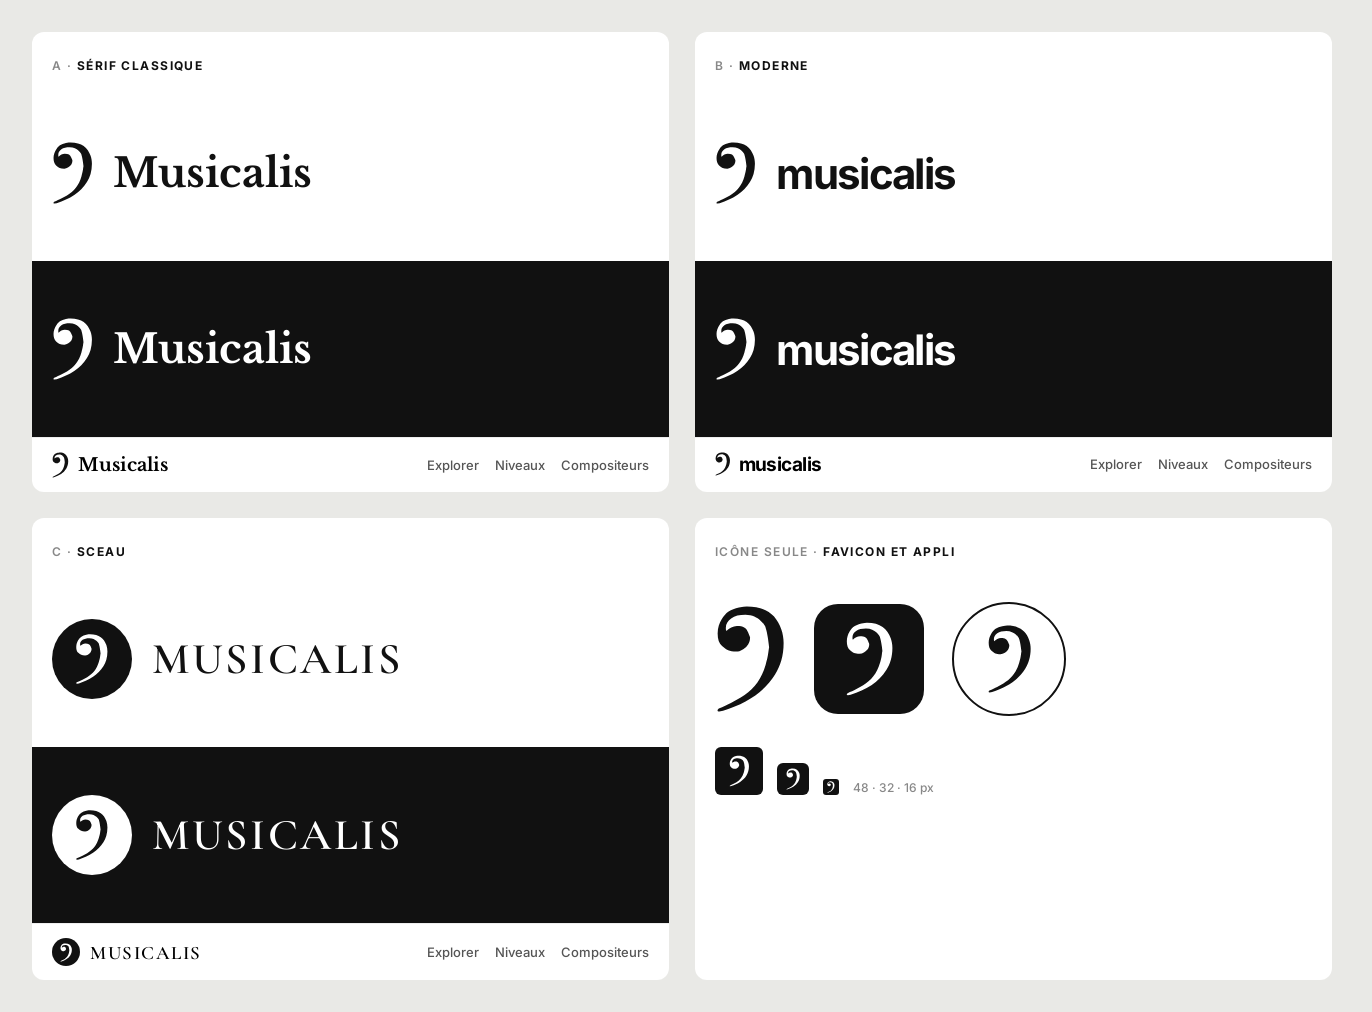 A · SÉRIF CLASSIQUE
Musicalis
Musicalis
Musicalis
Explorer Niveaux Compositeurs
B · MODERNE
musicalis
musicalis
musicalis
Explorer Niveaux Compositeurs
C · SCEAU
MUSICALIS
MUSICALIS
MUSICALIS
Explorer Niveaux Compositeurs
ICÔNE SEULE · FAVICON ET APPLI
48 · 32 · 16 px